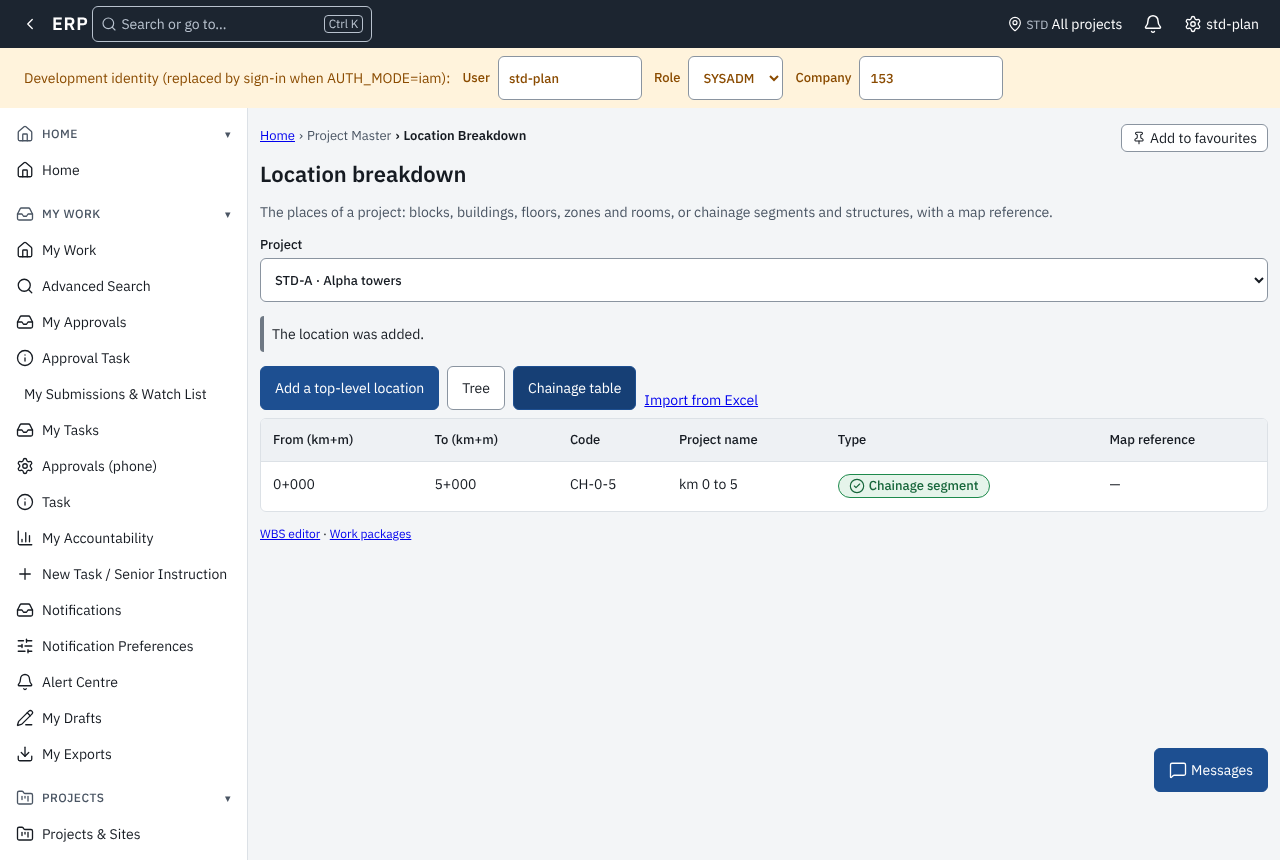 ERP Search or go to... Ctrl K STD All projects std-plan
Development identity (replaced by sign-in when AUTH_MODE=iam): User std-plan Role SYSADM Company 153
HOME
Home
MY WORK
My Work
Advanced Search
My Approvals
Approval Task
My Submissions & Watch List
My Tasks
Approvals (phone)
Task
My Accountability
New Task / Senior Instruction
Notifications
Notification Preferences
Alert Centre
My Drafts
My Exports
PROJECTS
Projects & Sites
Home › Project Master › Location Breakdown
Add to favourites
Location breakdown
The places of a project: blocks, buildings, floors, zones and rooms, or chainage segments and structures, with a map reference.
Project
STD-A · Alpha towers
The location was added.
Add a top-level location Tree Chainage table Import from Excel
From (km+m) To (km+m) Code Project name Type Map reference
0+000 5+000 CH-0-5 km 0 to 5 Chainage segment —
WBS editor · Work packages
Messages